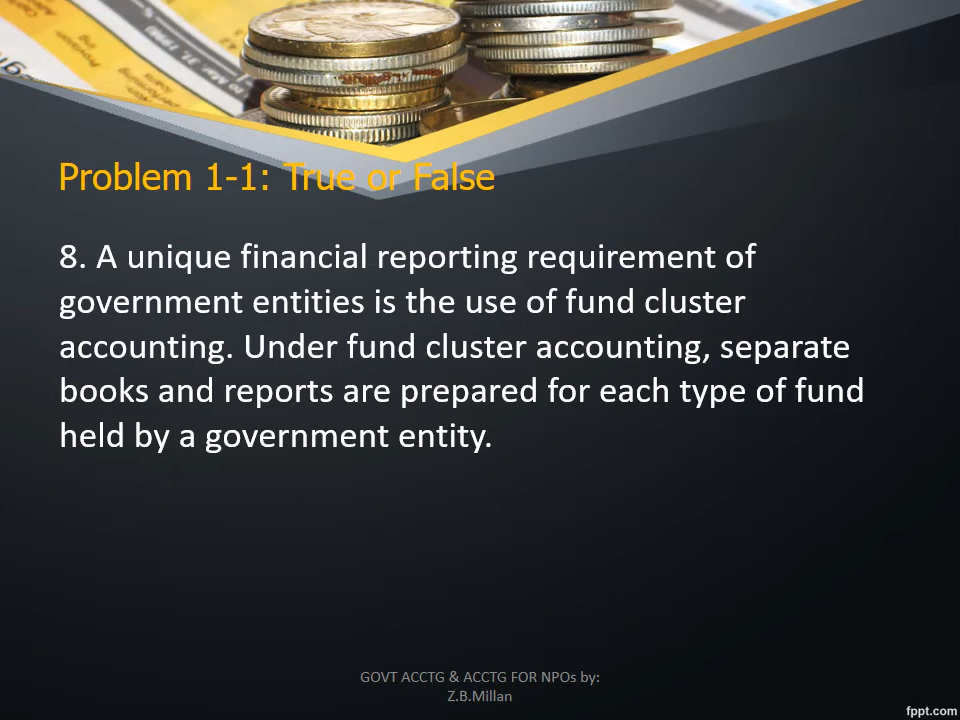 Problem 1-1: True or False
8. A unique financial reporting requirement of
government entities is the use of fund cluster
accounting. Under fund cluster accounting, separate
books and reports are prepared for each type of fund
held by a government entity.
GOVT ACCTG & ACCTG FOR NPOs by:
Z.B.Millan
fppt.com